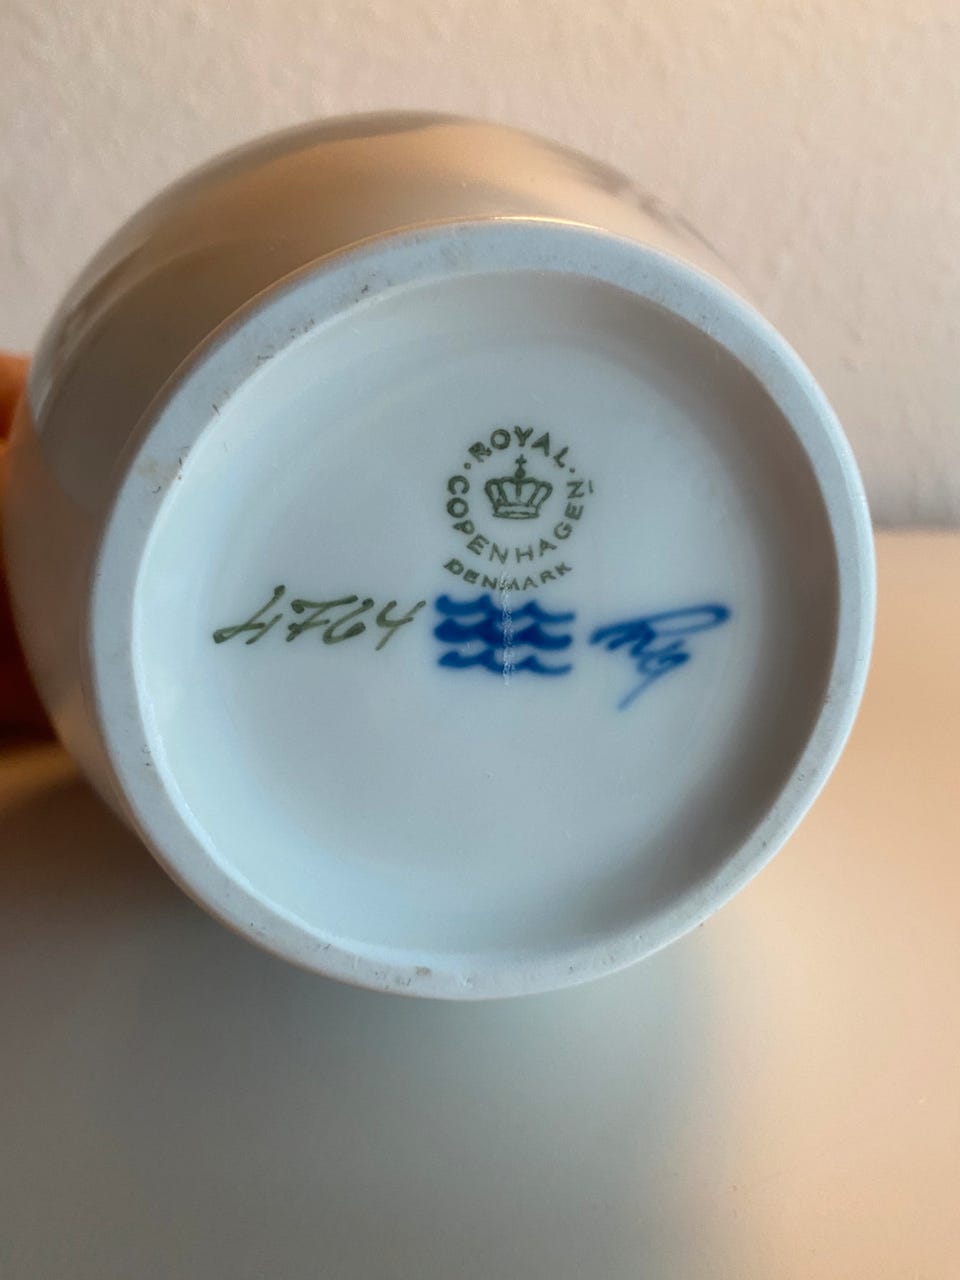 ROYAL
COPENHAGEN
DENMARK
4764